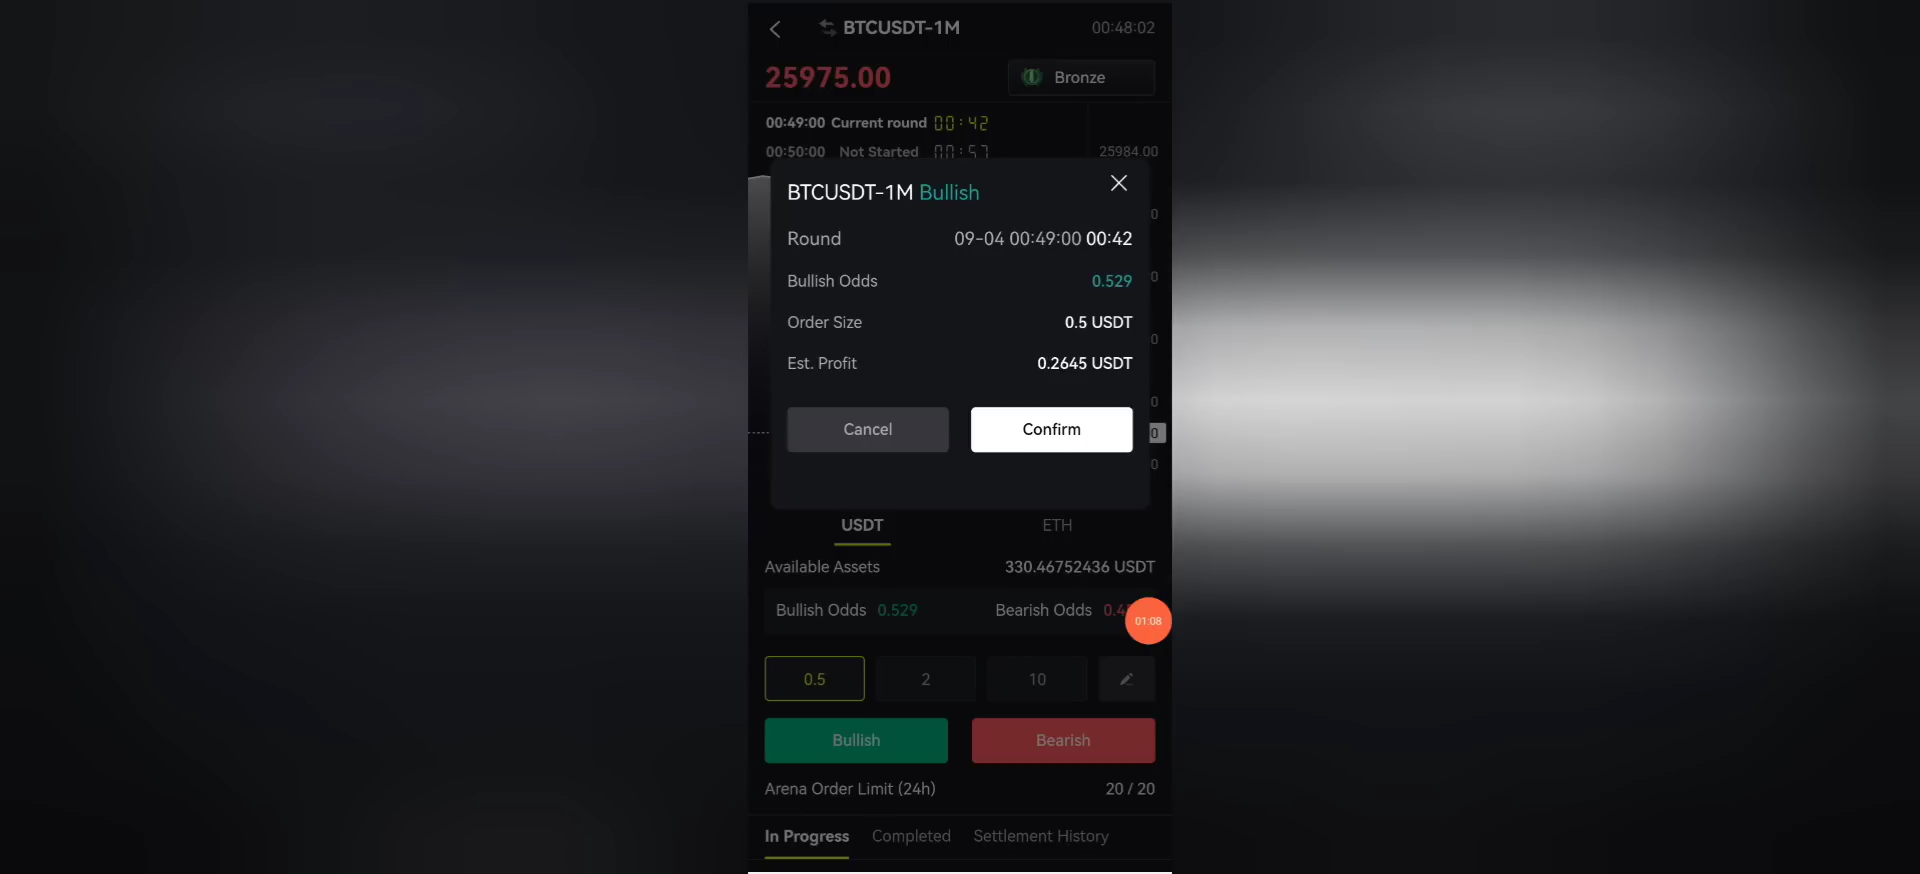 BTCUSDT-1M 00:48:02
25975.00 Bronze
00:49:00 Current round 00:42
00:50:00 Not Started 00:57 25984.00
BTCUSDT-1M Bullish
Round 09-04 00:49:00 00:42
Bullish Odds 0.529
Order Size 0.5 USDT
Est. Profit 0.2645 USDT
Cancel Confirm
USDT ETH
Available Assets 330.46752436 USDT
Bullish Odds 0.529 Bearish Odds
01:08
0.5 2 10
Bullish Bearish
Arena Order Limit (24h) 20 / 20
In Progress Completed Settlement History